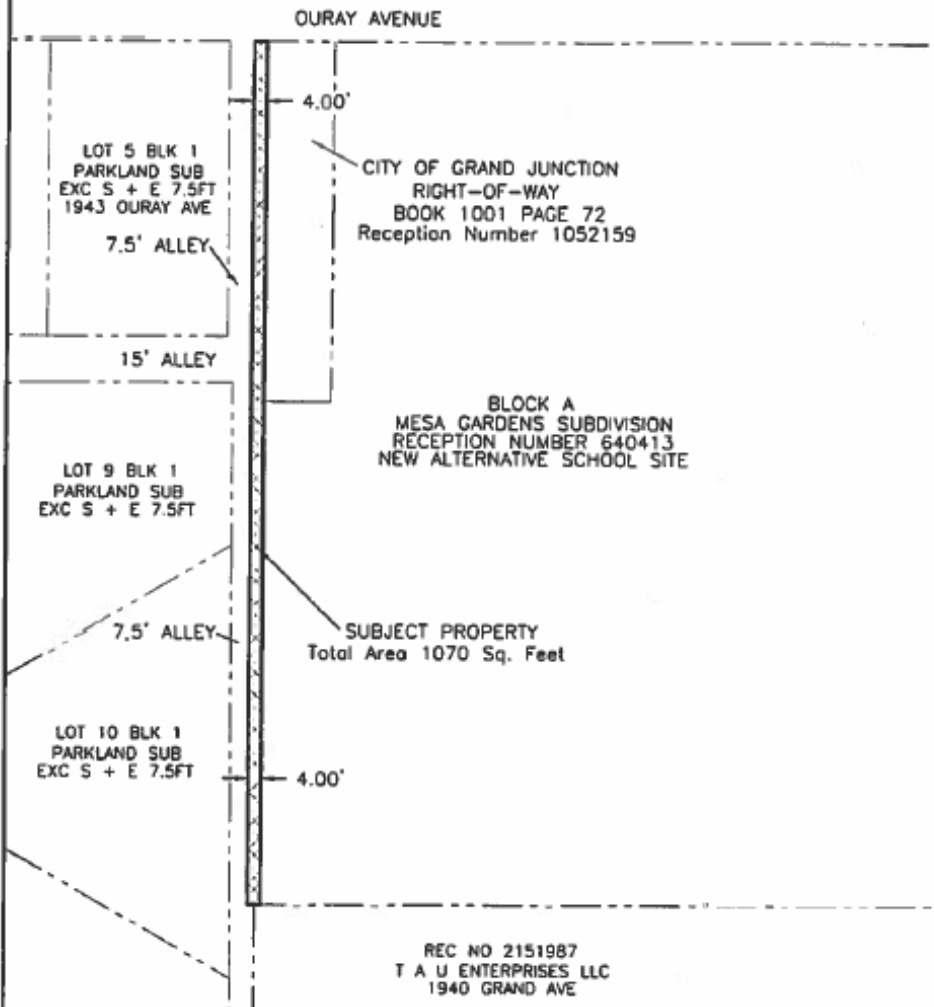 OURAY AVENUE
4.00'
LOT 5 BLK 1
PARKLAND SUB
EXC S + E 7.5FT
1943 OURAY AVE
CITY OF GRAND JUNCTION
RIGHT-OF-WAY
BOOK 1001 PAGE 72
Reception Number 1052159
7.5' ALLEY
15' ALLEY
BLOCK A
MESA GARDENS SUBDIVISION
RECEPTION NUMBER 640413
NEW ALTERNATIVE SCHOOL SITE
LOT 9 BLK 1
PARKLAND SUB
EXC S + E 7.5FT
7.5' ALLEY
SUBJECT PROPERTY
Total Area 1070 Sq. Feet
LOT 10 BLK 1
PARKLAND SUB
EXC S + E 7.5FT
4.00'
REC NO 2151987
T A U ENTERPRISES LLC
1940 GRAND AVE